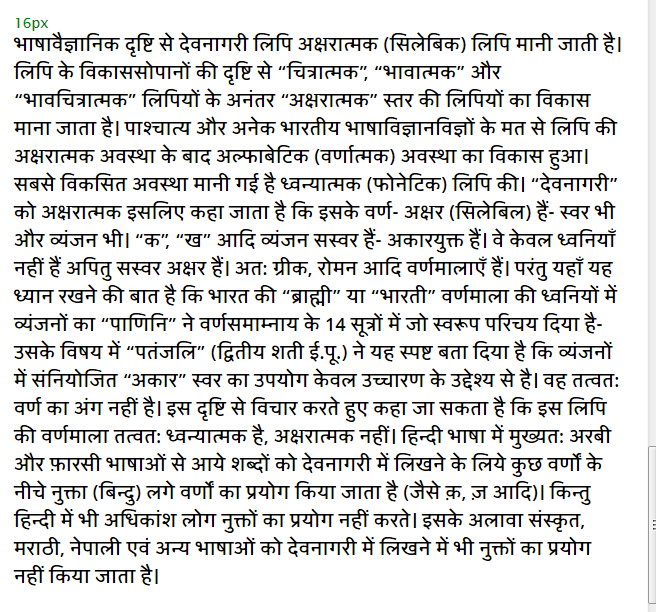 16px
भाषावैज्ञानिक दृष्टि से देवनागरी लिपि अक्षरात्मक (सिलेबिक) लिपि मानी जाती है।
लिपि के विकाससोपानों की दृष्टि से “चित्रात्मक”, “भावात्मक” और
“भावचित्रात्मक” लिपियों के अनंतर “अक्षरात्मक” स्तर की लिपियों का विकास
माना जाता है। पाश्चात्य और अनेक भारतीय भाषाविज्ञानविज्ञों के मत से लिपि की
अक्षरात्मक अवस्था के बाद अल्फाबेटिक (वर्णात्मक) अवस्था का विकास हुआ।
सबसे विकसित अवस्था मानी गई है ध्वन्यात्मक (फोनेटिक) लिपि की। “देवनागरी”
को अक्षरात्मक इसलिए कहा जाता है कि इसके वर्ण- अक्षर (सिलेबिल) हैं- स्वर भी
और व्यंजन भी। “क”, “ख” आदि व्यंजन सस्वर हैं- अकारयुक्त हैं। वे केवल ध्वनियाँ
नहीं हैं अपितु सस्वर अक्षर हैं। अत: ग्रीक, रोमन आदि वर्णमालाएँ हैं। परंतु यहाँ यह
ध्यान रखने की बात है कि भारत की “ब्राह्मी” या “भारती” वर्णमाला की ध्वनियों में
व्यंजनों का “पाणिनि” ने वर्णसमाम्नाय के 14 सूत्रों में जो स्वरूप परिचय दिया है-
उसके विषय में “पतंजलि” (द्वितीय शती ई.पू.) ने यह स्पष्ट बता दिया है कि व्यंजनों
में संनियोजित “अकार” स्वर का उपयोग केवल उच्चारण के उद्देश्य से है। वह तत्वत:
वर्ण का अंग नहीं है। इस दृष्टि से विचार करते हुए कहा जा सकता है कि इस लिपि
की वर्णमाला तत्वत: ध्वन्यात्मक है, अक्षरात्मक नहीं। हिन्दी भाषा में मुख्यत: अरबी
और फ़ारसी भाषाओं से आये शब्दों को देवनागरी में लिखने के लिये कुछ वर्णों के
नीचे नुक्ता (बिन्दु) लगे वर्णों का प्रयोग किया जाता है (जैसे क़, ज़ आदि)। किन्तु
हिन्दी में भी अधिकांश लोग नुक्तों का प्रयोग नहीं करते। इसके अलावा संस्कृत,
मराठी, नेपाली एवं अन्य भाषाओं को देवनागरी में लिखने में भी नुक्तों का प्रयोग
नहीं किया जाता है।